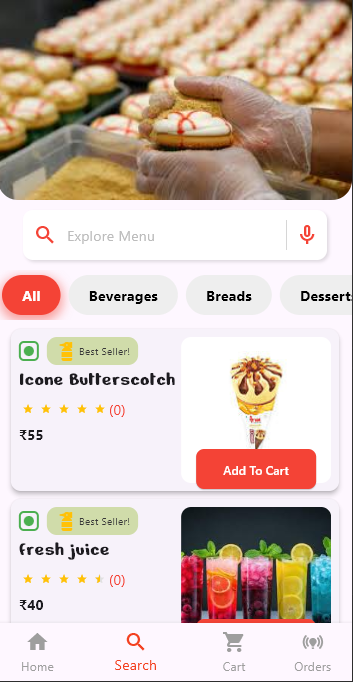 Explore Menu
All Beverages Breads Desserts
Best Seller!
Icone Butterscotch
(0)
₹55
Add To Cart
Best Seller!
fresh juice
(0)
₹40
Home Search Cart Orders